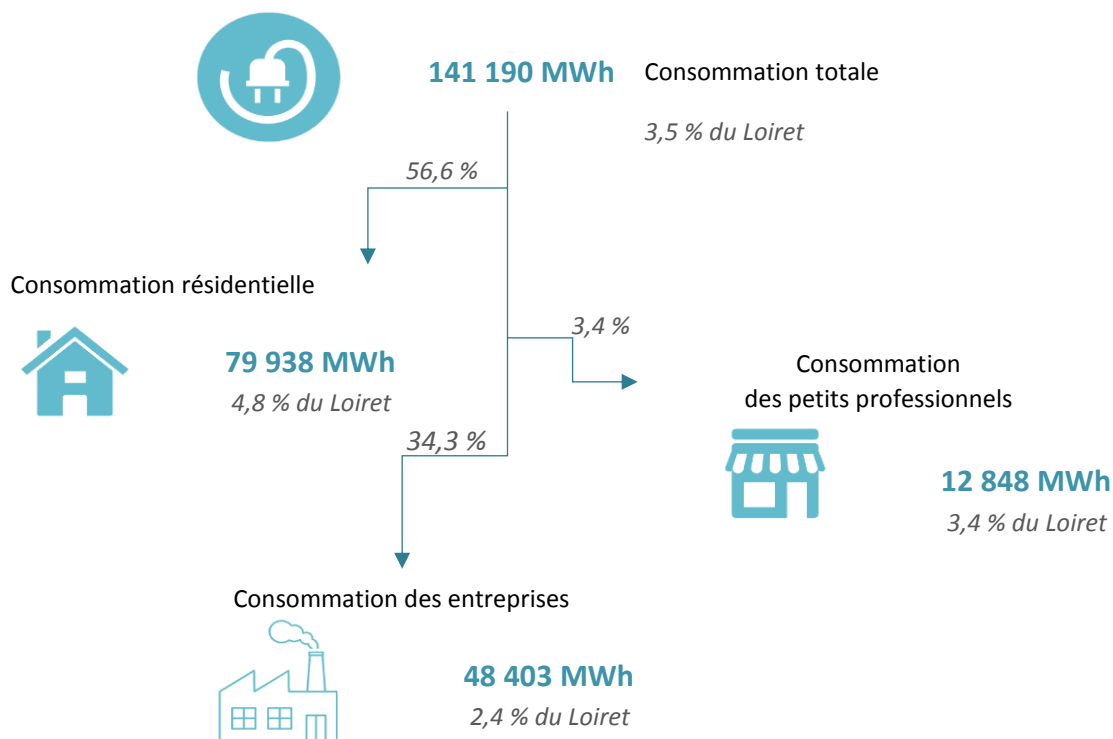 141 190 MWh Consommation totale
3,5 % du Loiret
56,6 %
Consommation résidentielle
79 938 MWh
4,8 % du Loiret
3,4 %
Consommation
des petits professionnels
12 848 MWh
3,4 % du Loiret
34,3 %
Consommation des entreprises
48 403 MWh
2,4 % du Loiret